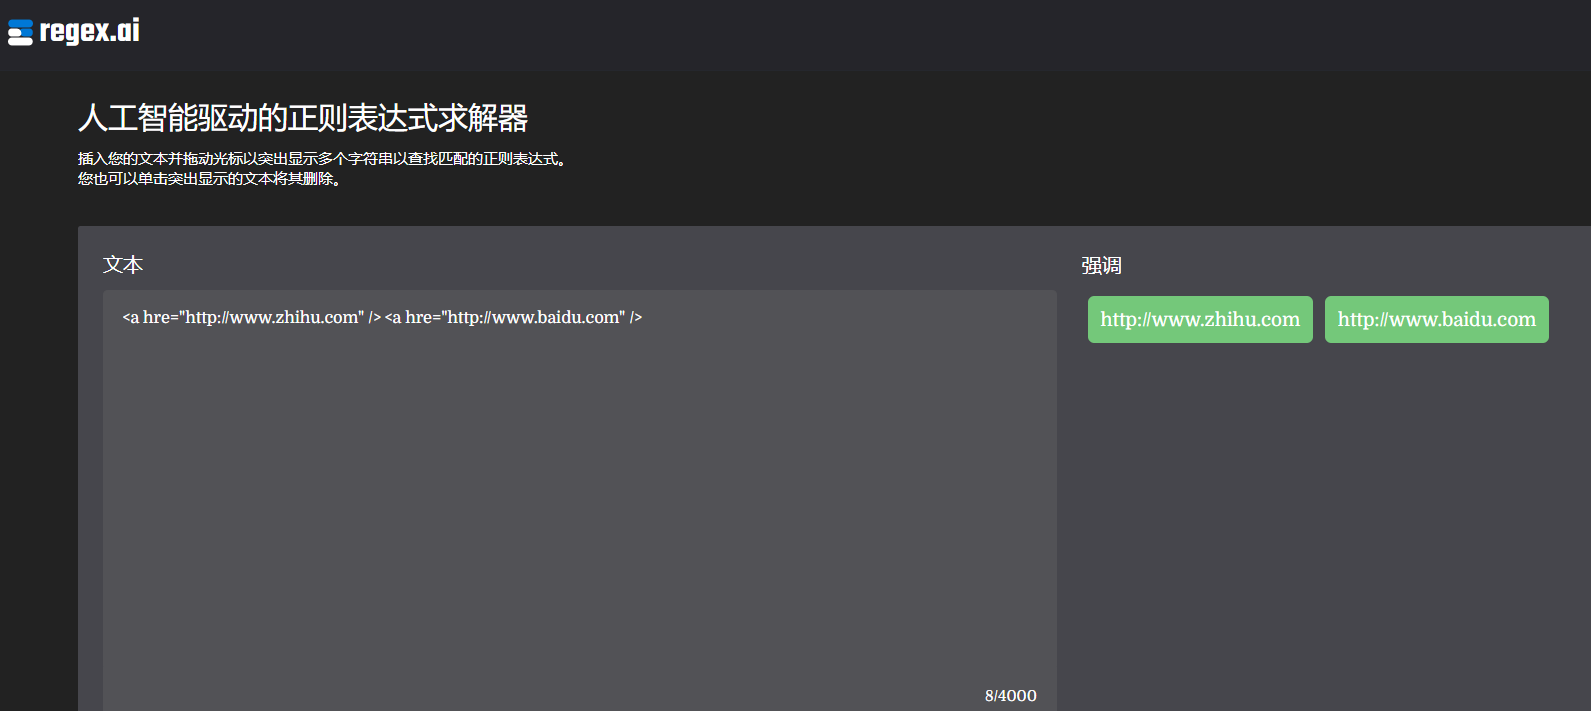 regex.ai
人工智能驱动的正则表达式求解器
插入您的文本并拖动光标以突出显示多个字符串以查找匹配的正则表达式。
您也可以单击突出显示的文本将其删除。
文本
强调
<a hre="http://www.zhihu.com" /> <a hre="http://www.baidu.com" />
http://www.zhihu.com http://www.baidu.com
8/4000